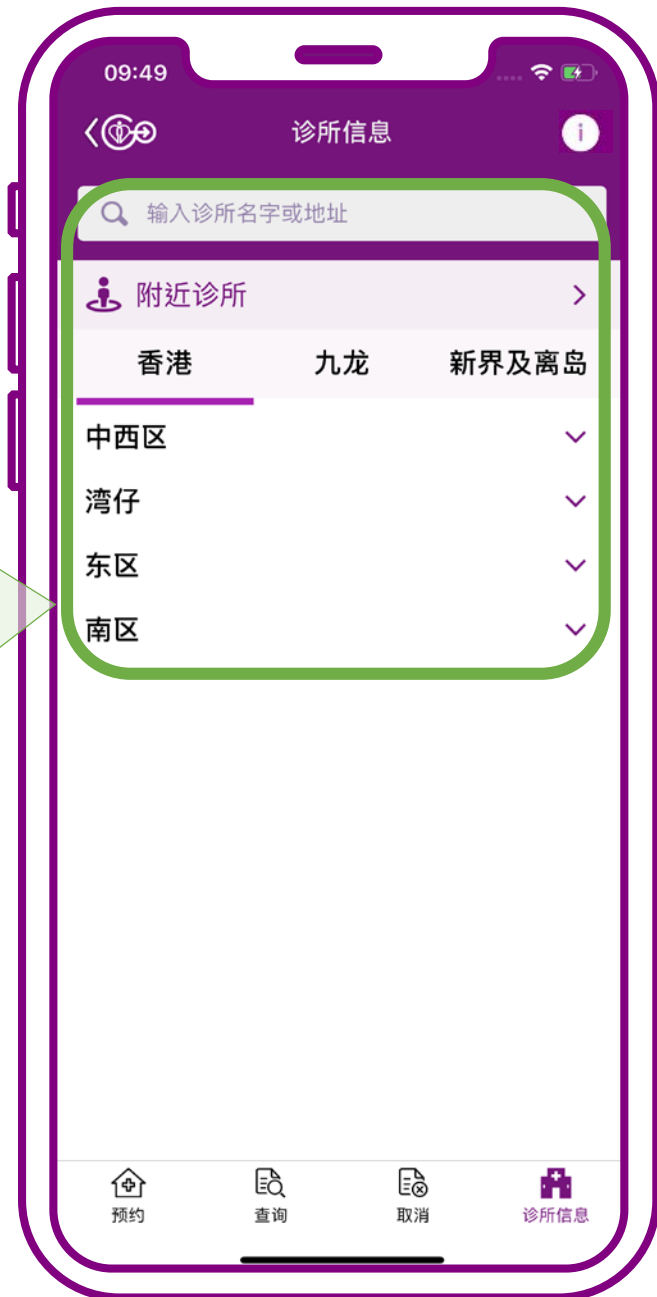 09:49
诊所信息
输入诊所名字或地址
附近诊所
香港 九龙 新界及离岛
中西区
湾仔
东区
南区
预约 查询 取消 诊所信息